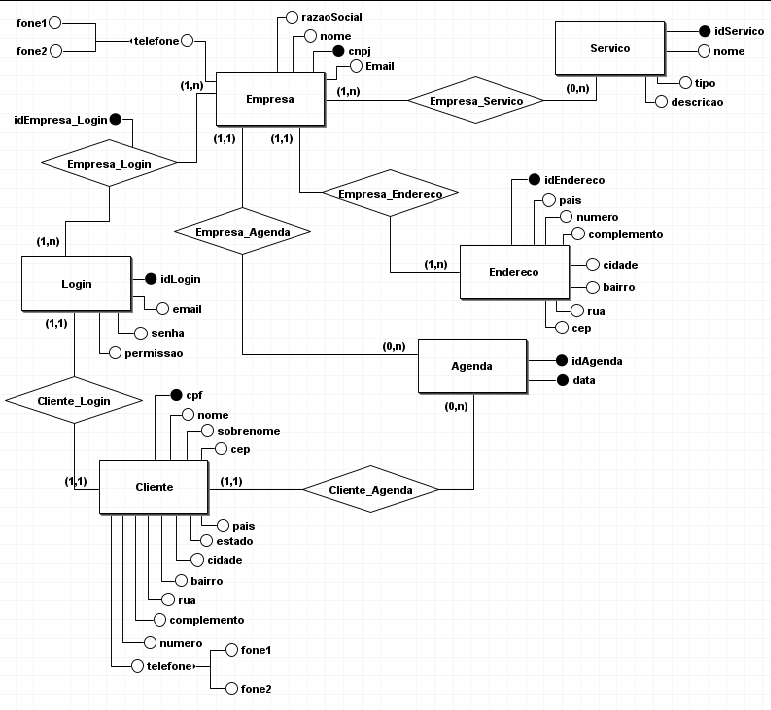 razaoSocial
fone1
nome
idServico
telefone
cnpj
Servico
fone2
nome
Email
(1,n)
(1,n)
(0,n)
tipo
Empresa
Empresa_Servico
descricao
idEmpresa_Login
(1,1)
(1,1)
Empresa_Login
idEndereco
Empresa_Endereco
pais
numero
Empresa_Agenda
complemento
(1,n)
(1,n)
cidade
Endereco
Login
idLogin
bairro
email
rua
(1,1)
cep
senha
permissao
(0,n)
idAgenda
Agenda
data
cpf
Cliente_Login
(0,n)
nome
sobrenome
cep
(1,1)
(1,1)
Cliente
Cliente_Agenda
pais
estado
cidade
bairro
rua
complemento
numero
fone1
telefone
fone2